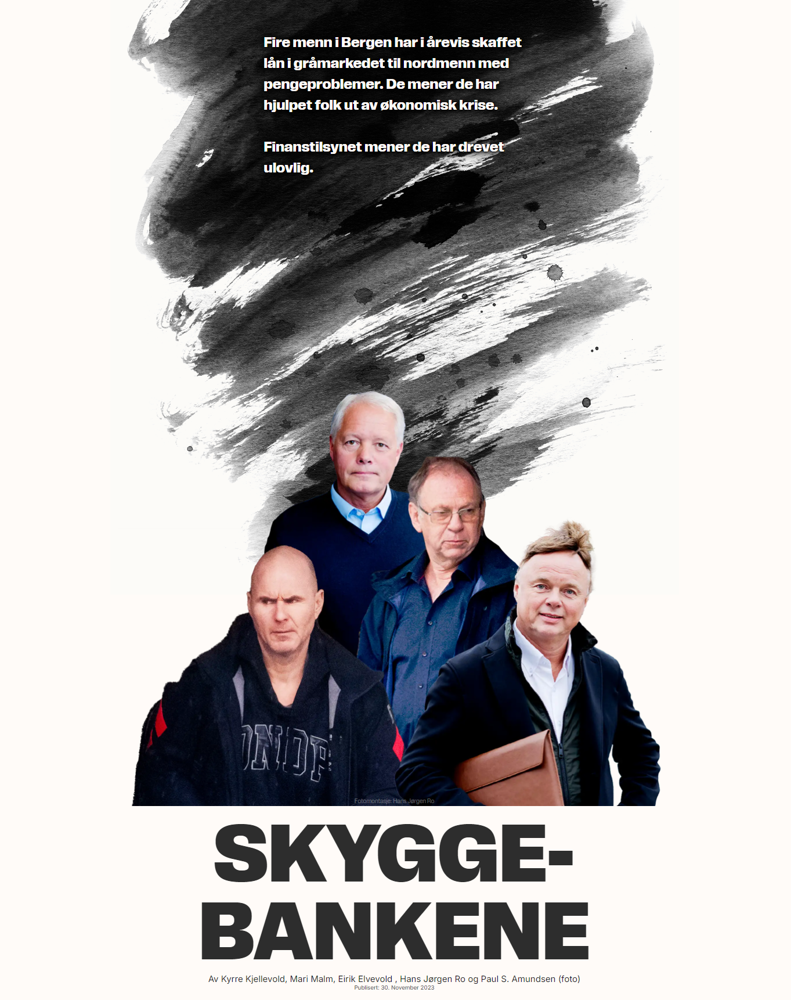 Fire menn i Bergen har i årevis skaffet
lån i gråmarkedet til nordmenn med
pengeproblemer. De mener de har
hjulpet folk ut av økonomisk krise.
Finanstilsynet mener de har drevet
ulovlig.
Fotomontasje: Hans Jørgen Ro
SKYGGE-
BANKENE
Av Kyrre Kjellevold, Mari Malm, Eirik Elvevold , Hans Jørgen Ro og Paul S. Amundsen (foto)
Publisert: 30. November 2023